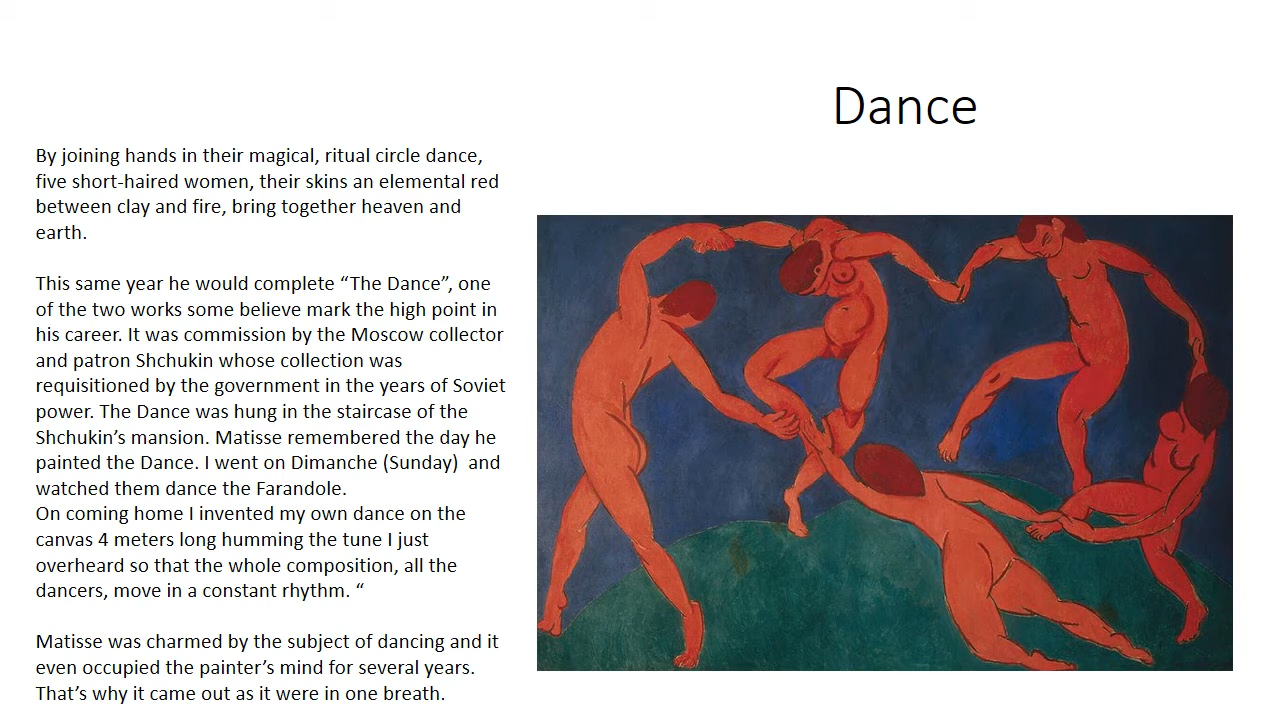 Dance
By joining hands in their magical, ritual circle dance,
five short-haired women, their skins an elemental red
between clay and fire, bring together heaven and
earth.
This same year he would complete “The Dance”, one
of the two works some believe mark the high point in
his career. It was commission by the Moscow collector
and patron Shchukin whose collection was
requisitioned by the government in the years of Soviet
power. The Dance was hung in the staircase of the
Shchukin’s mansion. Matisse remembered the day he
painted the Dance. I went on Dimanche (Sunday)  and
watched them dance the Farandole.
On coming home I invented my own dance on the
canvas 4 meters long humming the tune I just
overheard so that the whole composition, all the
dancers, move in a constant rhythm. “
Matisse was charmed by the subject of dancing and it
even occupied the painter’s mind for several years.
That’s why it came out as it were in one breath.